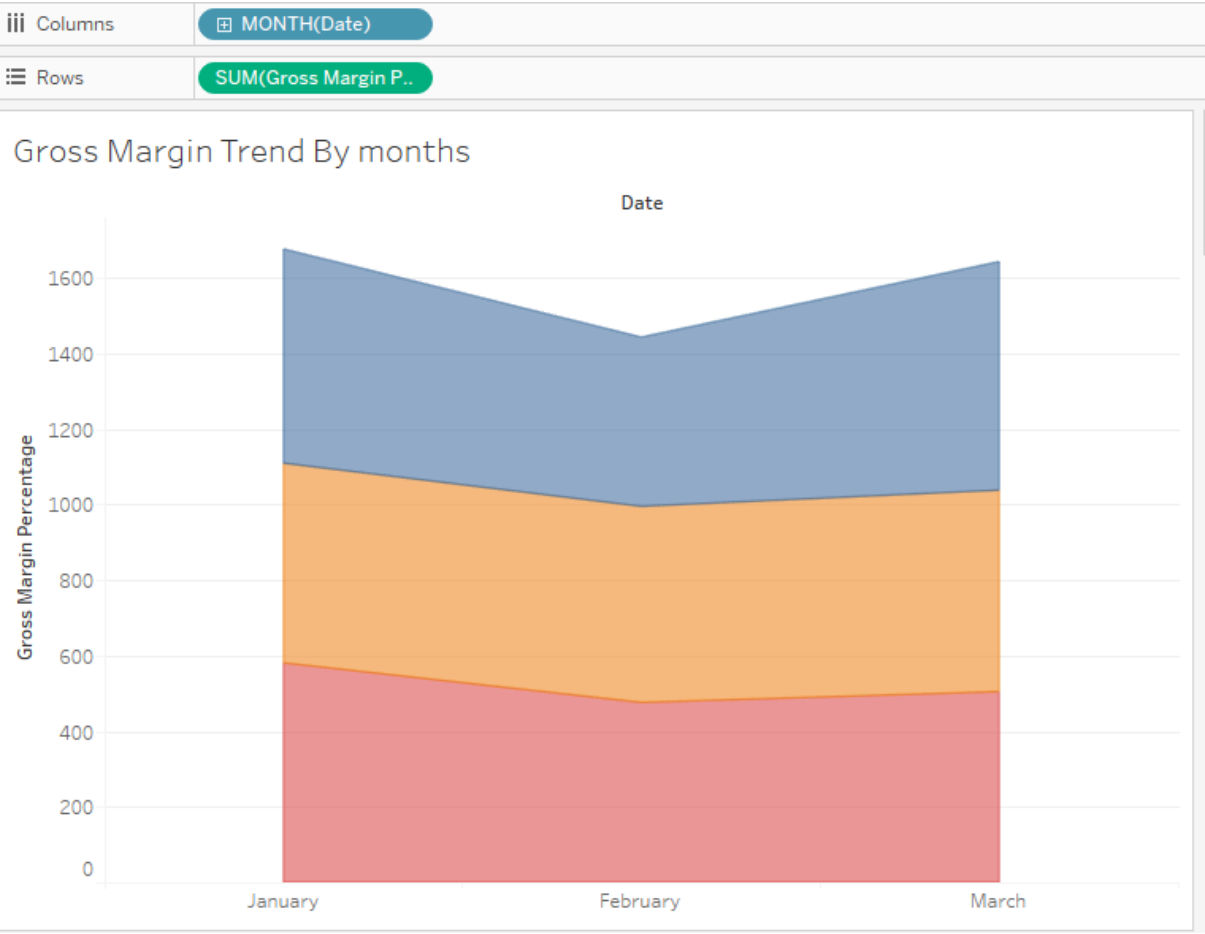 Columns
MONTH(Date)
Rows
SUM(Gross Margin P..
Gross Margin Trend By months
Date
Gross Margin Percentage
1600
1400
1200
1000
800
600
400
200
0
January February March